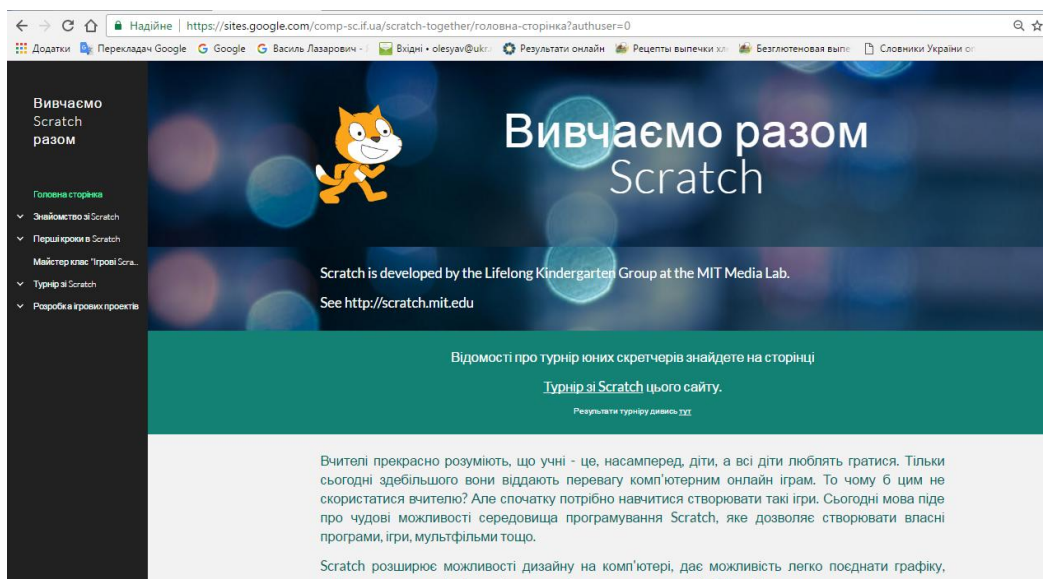 Надійне | https://sites.google.com/comp-sc.if.ua/scratch-together/головна-сторінка?authuser=0
Додатки Перекладач Google Google Василь Лазарович - Вхідні • olesyav@ukr. Результати онлайн Рецепты выпечки хл Безглютеновая выпе Словники України on
Вивчаємо
Scratch
разом
Головна сторінка
Знайомство зі Scratch
Перші кроки в Scratch
Майстер клас "Ігрові Scra...
Турнір зі Scratch
Розробка ігрових проектів
Вивчаємо разом
Scratch
Scratch is developed by the Lifelong Kindergarten Group at the MIT Media Lab.
See http://scratch.mit.edu
Відомості про турнір юних скретчерів знайдете на сторінці
Турнір зі Scratch цього сайту.
Результати турніру дивись тут
Вчителі прекрасно розуміють, що учні - це, насамперед, діти, а всі діти люблять гратися. Тільки
сьогодні здебільшого вони віддають перевагу комп'ютерним онлайн іграм. То чому б цим не
скористатися вчителю? Але спочатку потрібно навчитися створювати такі ігри. Сьогодні мова піде
про чудові можливості середовища програмування Scratch, яке дозволяє створювати власні
програми, ігри, мультфільми тощо.
Scratch розширює можливості дизайну на комп'ютері, дає можливість легко поєднати графіку,